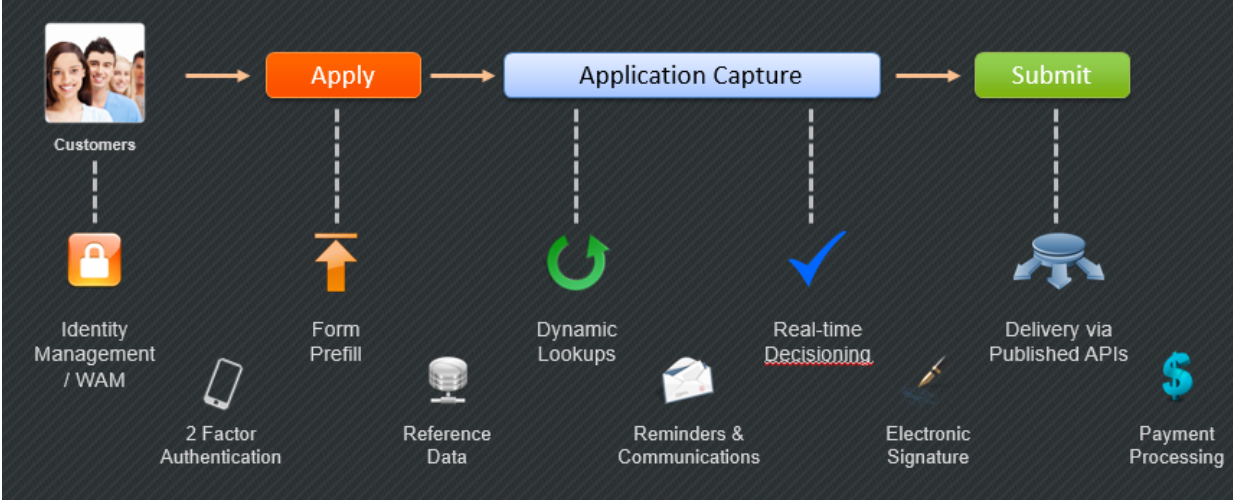 Apply
Application Capture
Submit
Customers
Identity
Management
/ WAM
Form
Prefill
Dynamic
Lookups
Real-time
Decisioning
Delivery via
Published APIs
2 Factor
Authentication
Reference
Data
Reminders &
Communications
Electronic
Signature
$
Payment
Processing